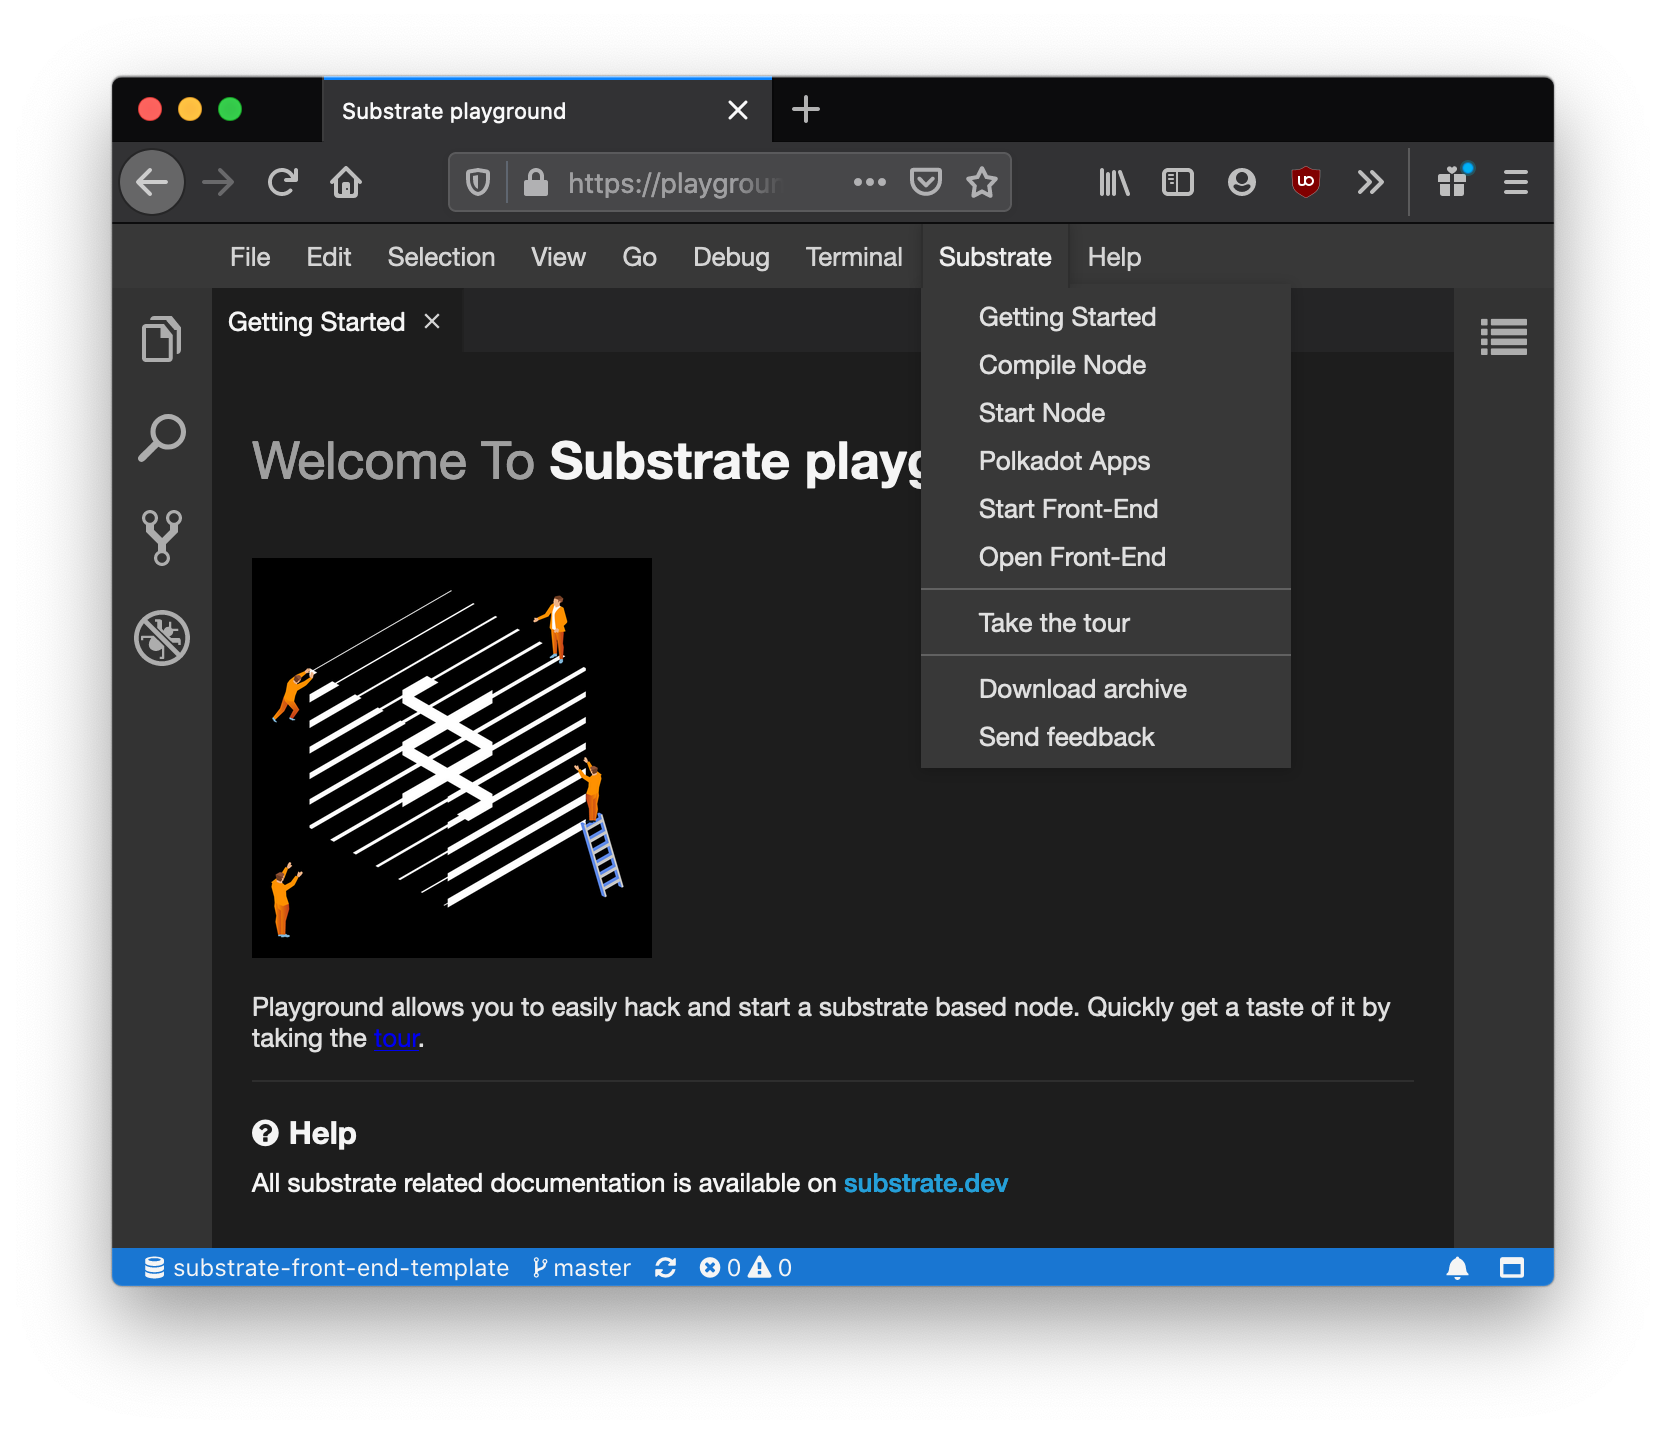 Substrate playground
https://playgroun
File Edit Selection View Go Debug Terminal Substrate Help
Getting Started
Getting Started
Compile Node
Start Node
Polkadot Apps
Start Front-End
Open Front-End
Take the tour
Download archive
Send feedback
Welcome To Substrate playg
Playground allows you to easily hack and start a substrate based node. Quickly get a taste of it by
taking the tour.
Help
All substrate related documentation is available on substrate.dev
substrate-front-end-template master 0 0